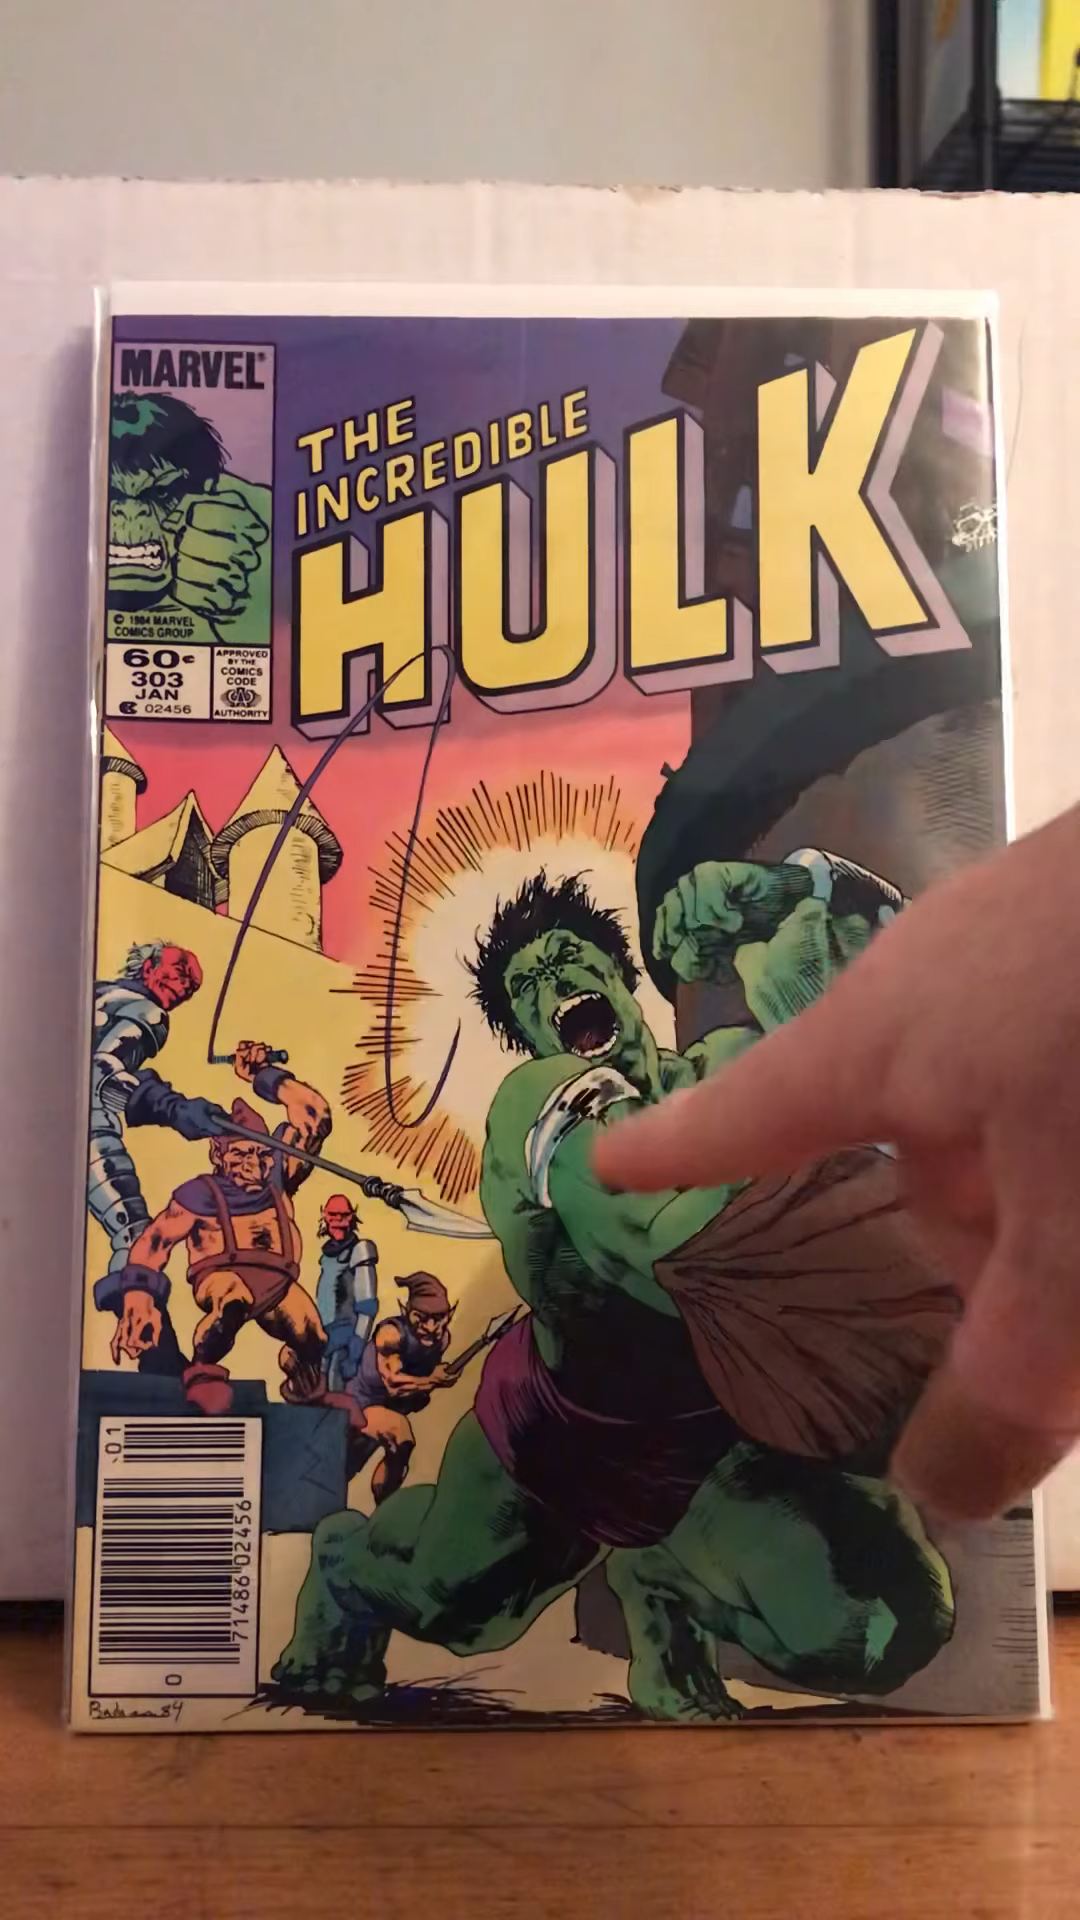 MARVEL®
THE
INCREDIBLE
HULK
© 1984 MARVEL
COMICS GROUP
60¢
303
JAN
02456
APPROVED
BY THE
COMICS
CODE
AUTHORITY
01
71486 02456
0
84